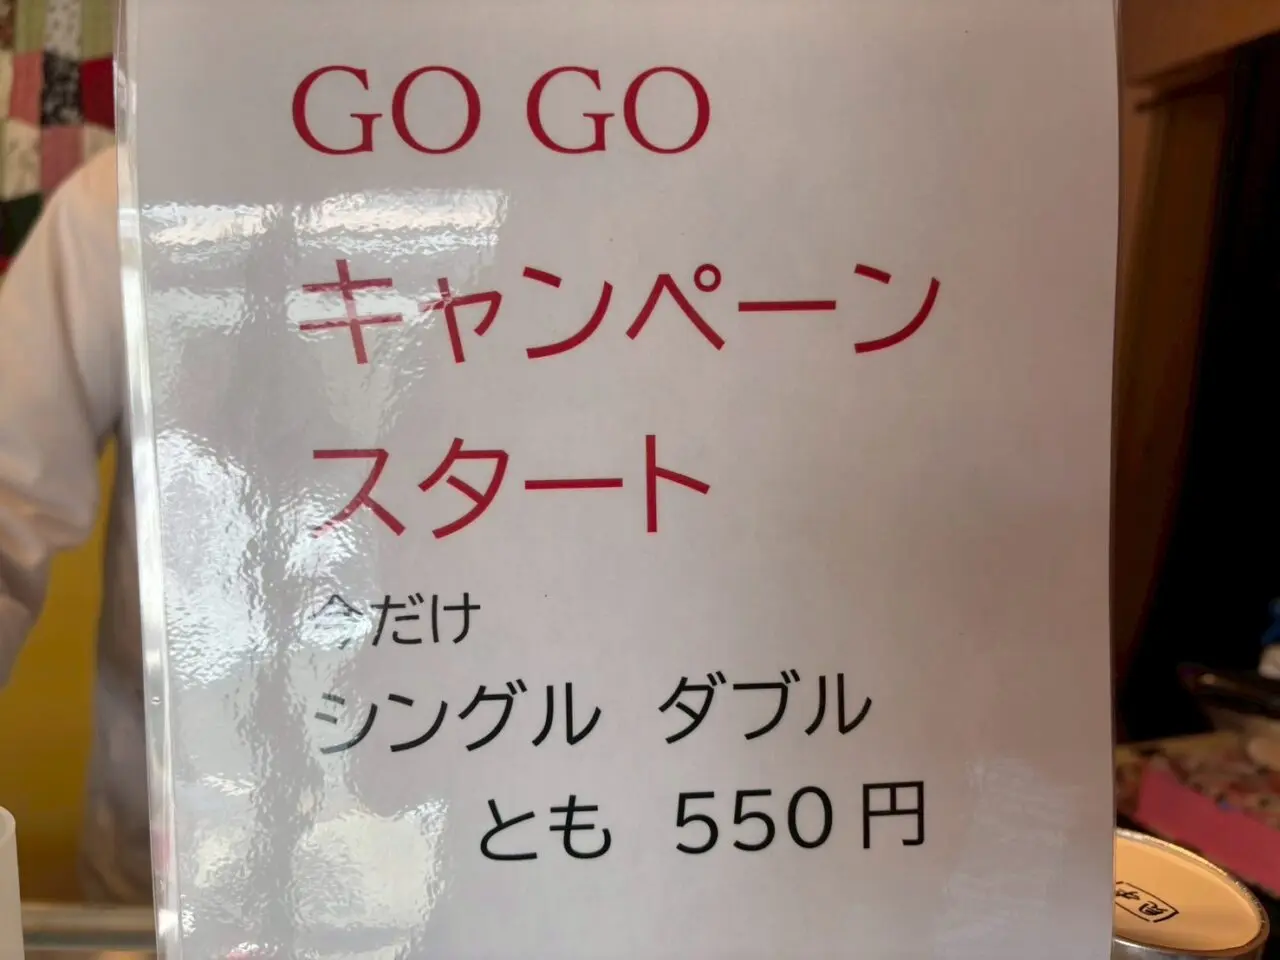 GO GO
キャンペーン
スタート
今だけ
シングル ダブル
とも 550円